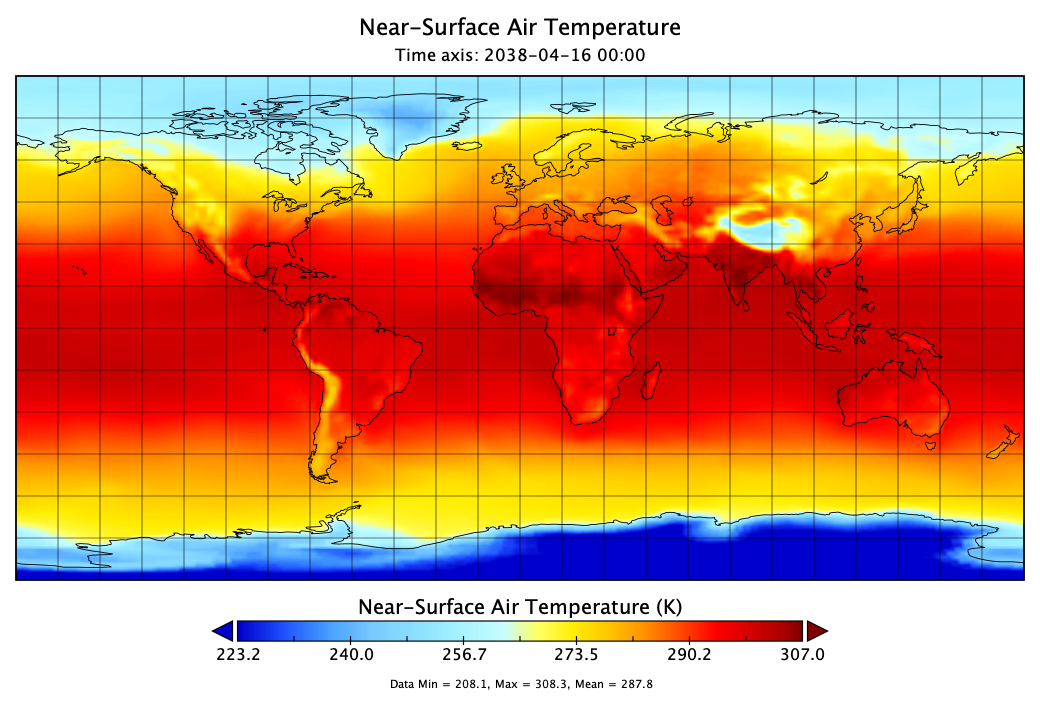 Near-Surface Air Temperature
Time axis: 2038-04-16 00:00
Near-Surface Air Temperature (K)
223.2 240.0 256.7 273.5 290.2 307.0
Data Min = 208.1, Max = 308.3, Mean = 287.8